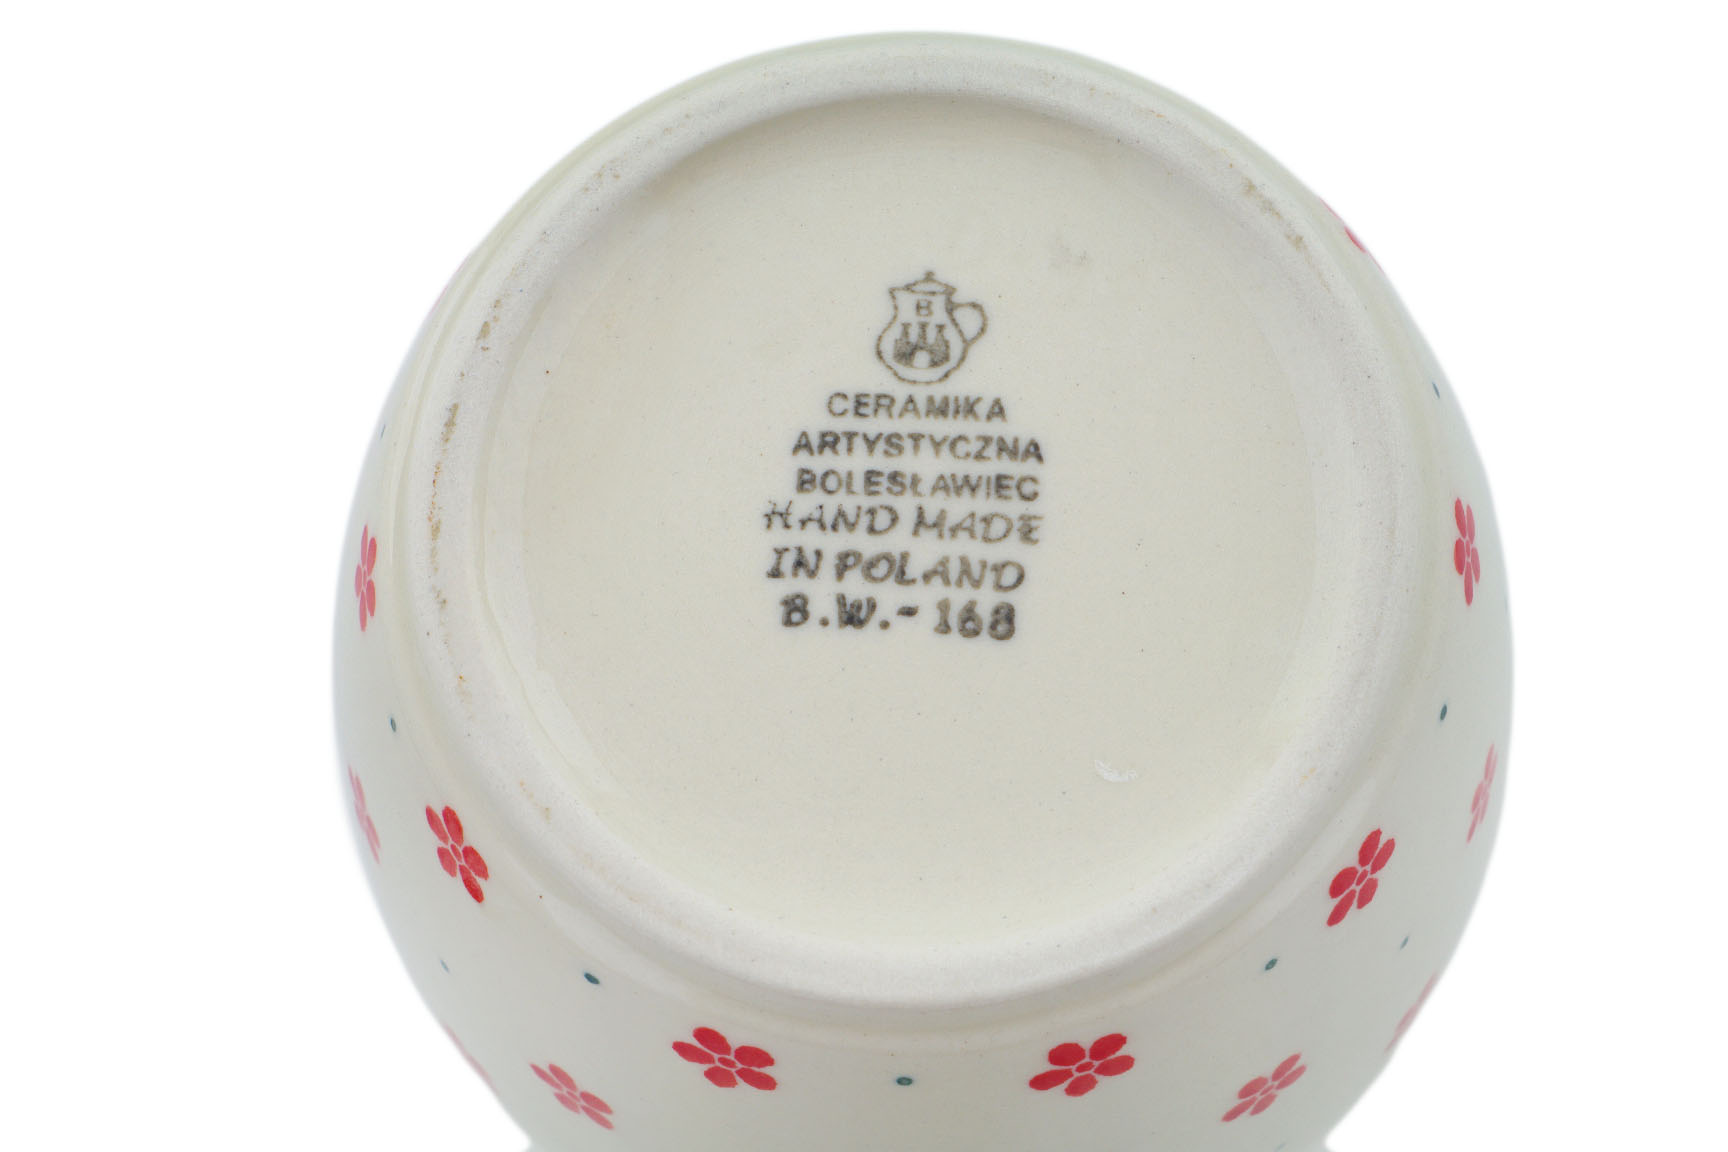 B
CERAMIKA
ARTYSTYCZNA
BOLESŁAWIEC
HAND MADE
IN POLAND
B.W.-168